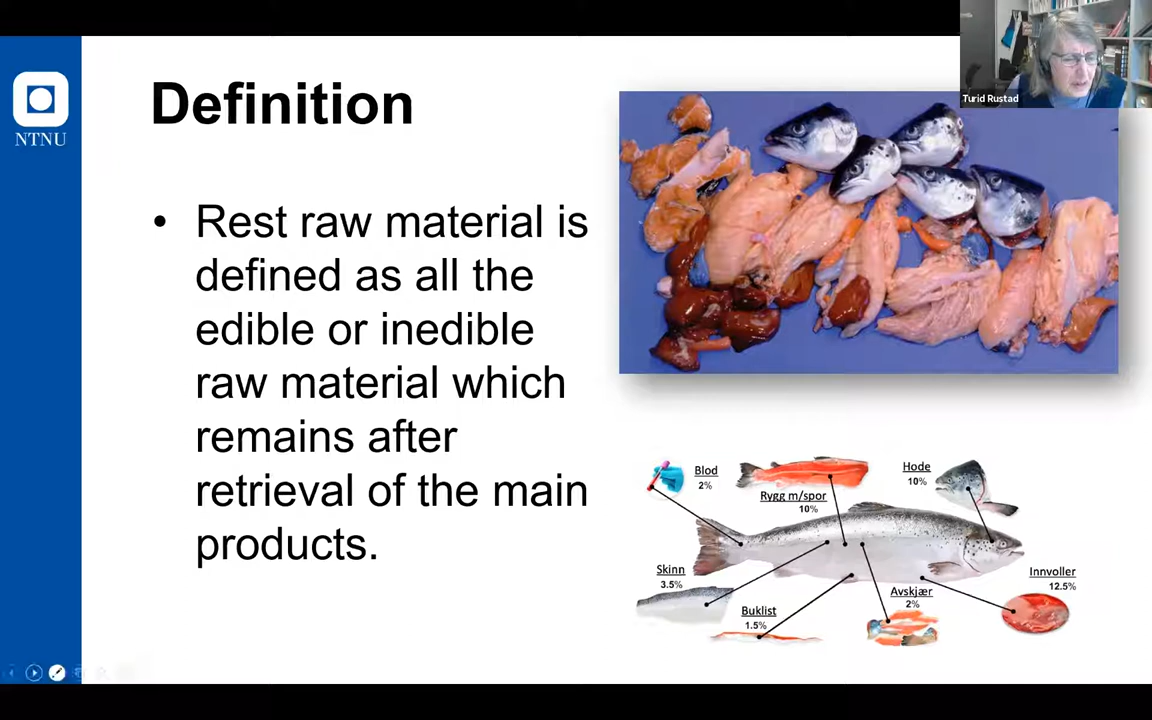 Turid Rustad
NTNU
Definition
• Rest raw material is
defined as all the
edible or inedible
raw material which
remains after
retrieval of the main
products.
Blod
2%
Rygg m/spor
10%
Hode
10%
Skinn
3.5%
Buklist
1.5%
Avskjær
2%
Innvoller
12.5%